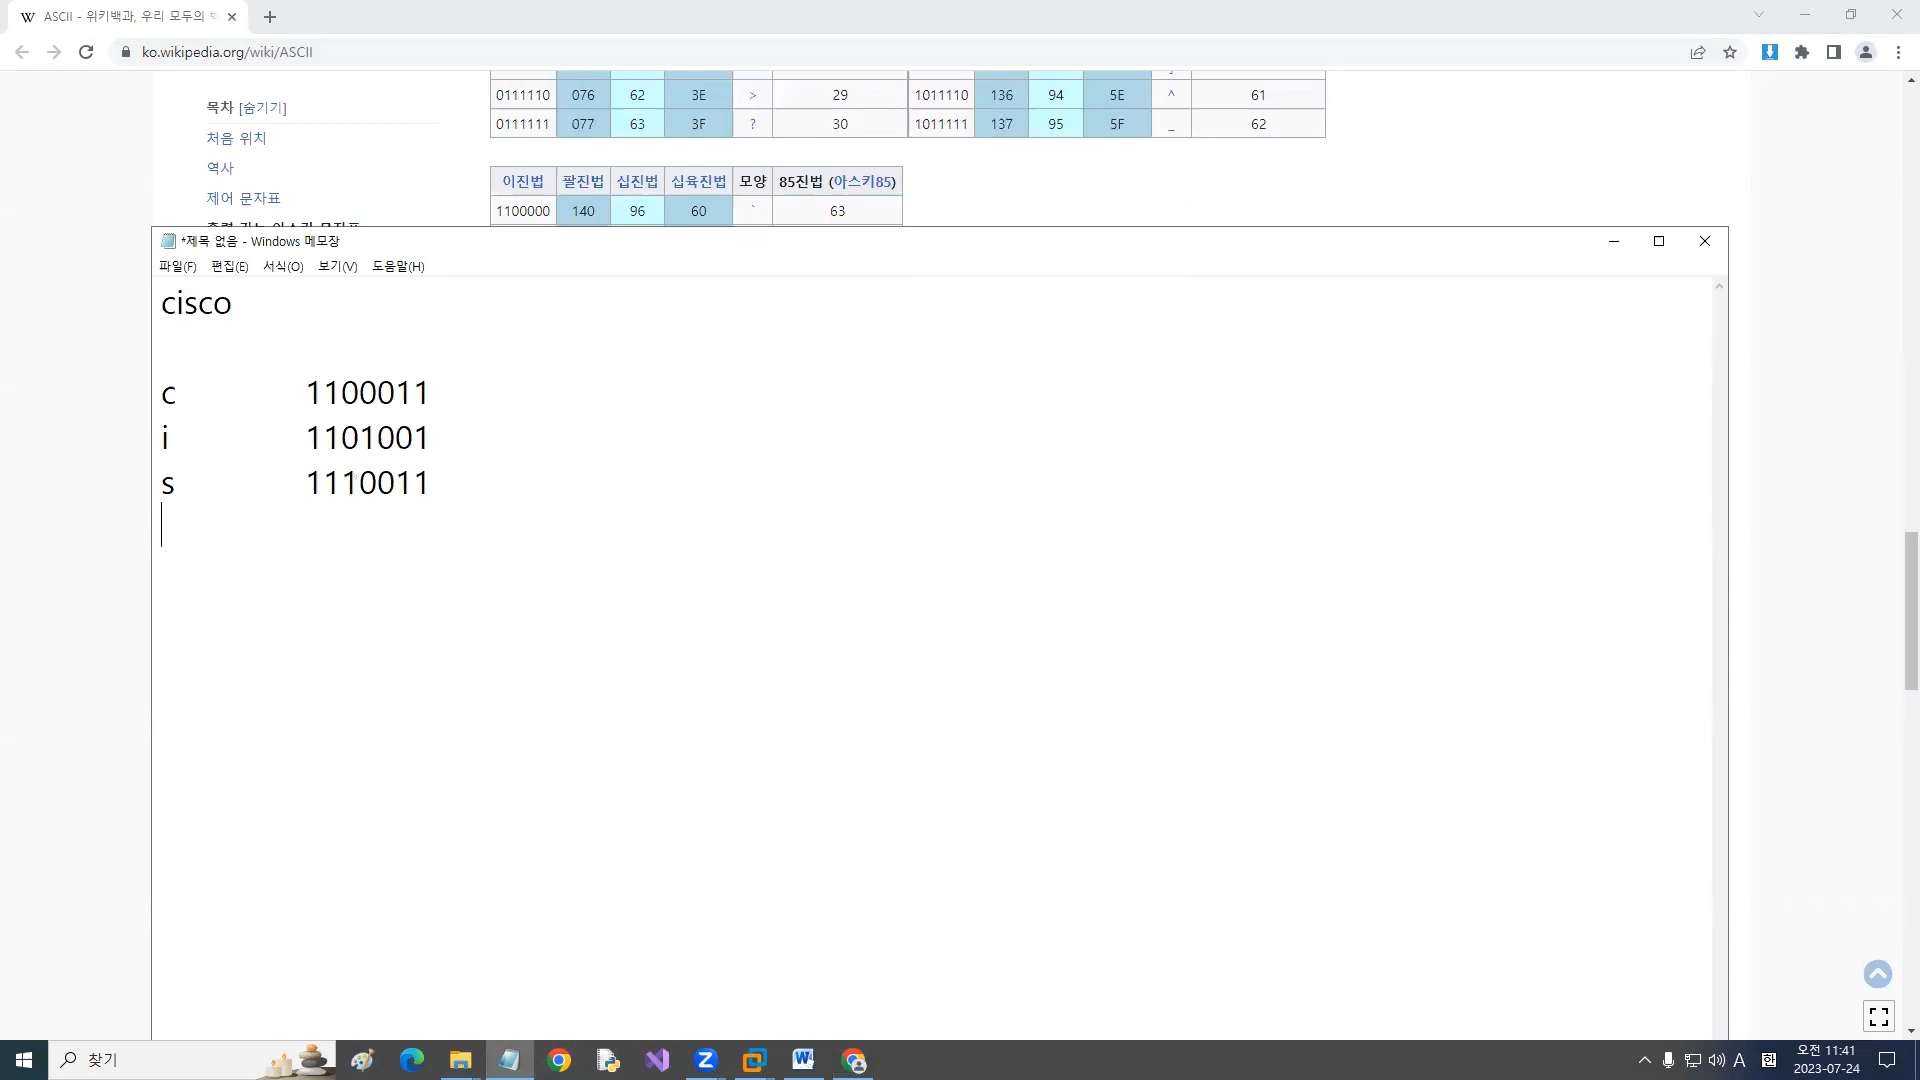 ASCII - 위키백과, 우리 모두의
ko.wikipedia.org/wiki/ASCII
목차 [숨기기]
처음 위치
역사
제어 문자표
0111110 076 62 3E > 29 1011110 136 94 5E ^ 61
0111111 077 63 3F ? 30 1011111 137 95 5F _ 62
이진법 팔진법 십진법 십육진법 모양 85진법 (아스키85)
1100000 140 96 60 ` 63
*제목 없음 - Windows 메모장
파일(F) 편집(E) 서식(O) 보기(V) 도움말(H)
cisco
c 1100011
i 1101001
s 1110011
찾기
A 한 오전 11:41
2023-07-24